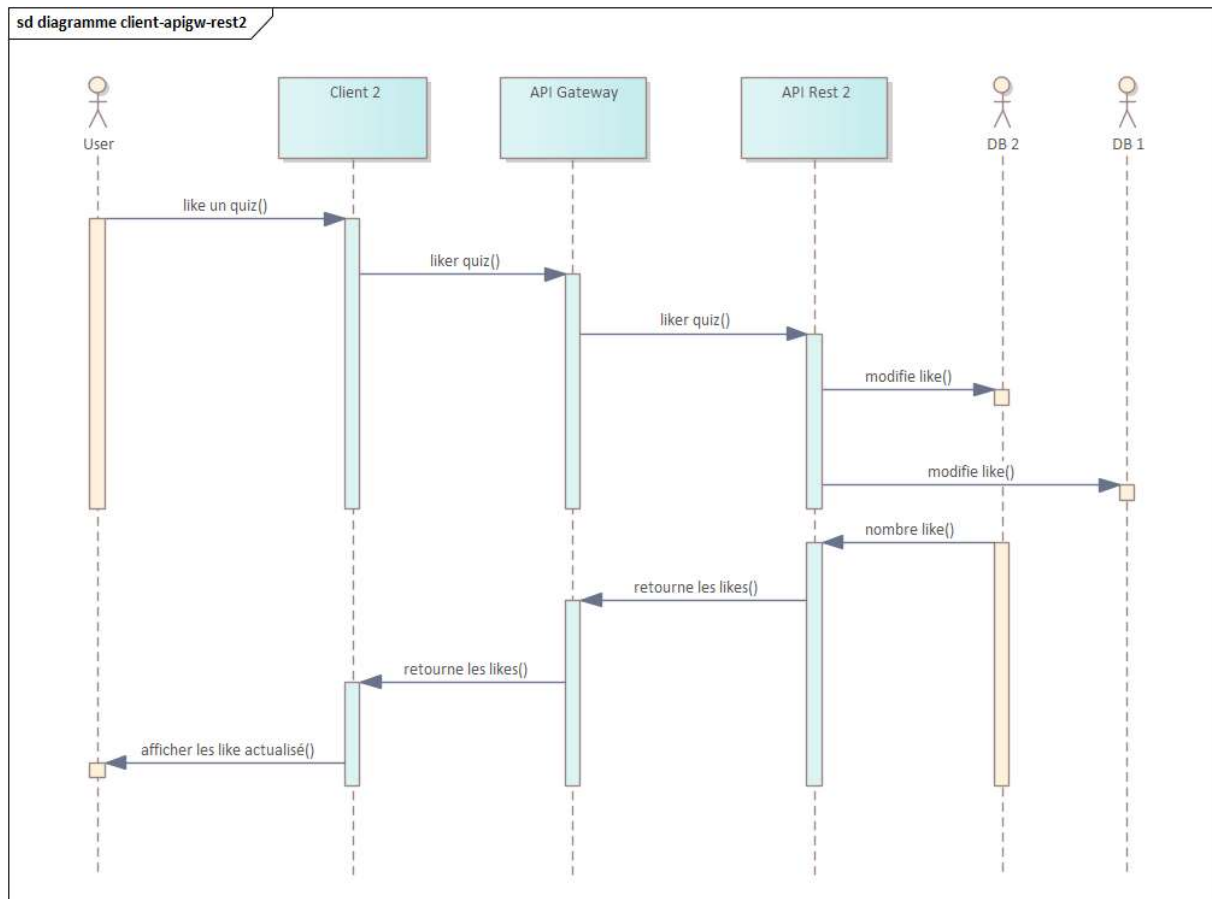 sd diagramme client-apigw-rest2
User
Client 2
API Gateway
API Rest 2
DB 2
DB 1
like un quiz()
liker quiz()
liker quiz()
modifie like()
modifie like()
nombre like()
retourne les likes()
retourne les likes()
afficher les like actualisé()